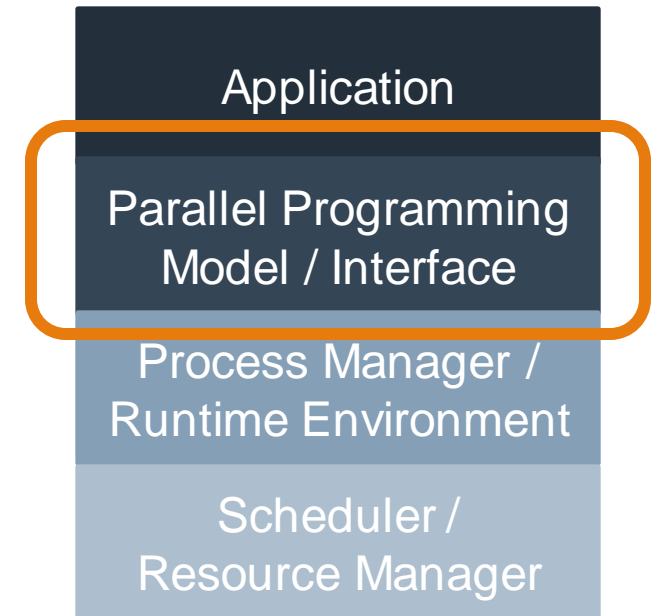 Application
Parallel Programming
Model / Interface
Process Manager /
Runtime Environment
Scheduler /
Resource Manager